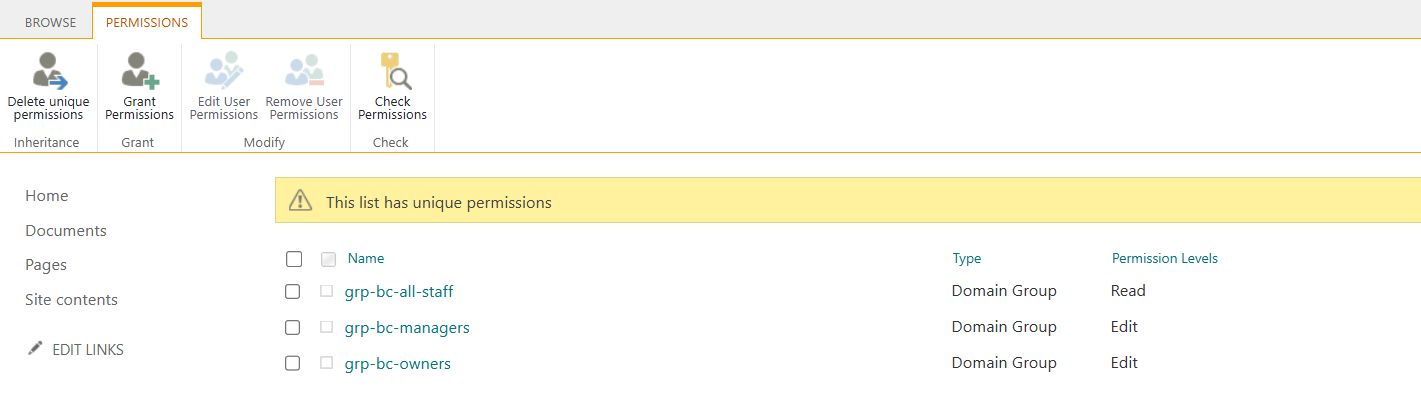 BROWSE PERMISSIONS
Delete unique permissions
Grant Permissions
Edit User Permissions
Remove User Permissions
Check Permissions
Inheritance Grant Modify Check
Home
Documents
Pages
Site contents
EDIT LINKS
This list has unique permissions
Name Type Permission Levels
grp-bc-all-staff Domain Group Read
grp-bc-managers Domain Group Edit
grp-bc-owners Domain Group Edit